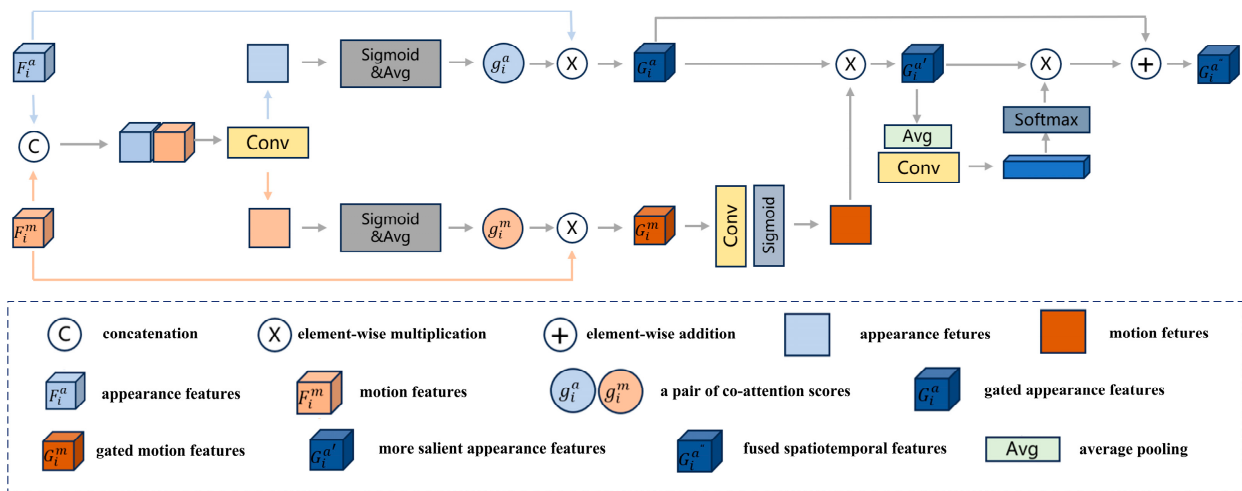 F_i^a
Sigmoid
&Avg
g_i^a
X
G_i^a
X
G_i^{a'}
X
+
G_i^{a"}
Softmax
Avg
Conv
C
Conv
F_i^m
Sigmoid
&Avg
g_i^m
X
G_i^m
Conv
Sigmoid
C concatenation
X element-wise multiplication
+ element-wise addition
appearance fetures
motion fetures
F_i^a appearance features
F_i^m motion features
g_i^a g_i^m a pair of co-attention scores
G_i^a gated appearance features
G_i^m gated motion features
G_i^{a'} more salient appearance features
G_i^{a"} fused spatiotemporal features
Avg average pooling